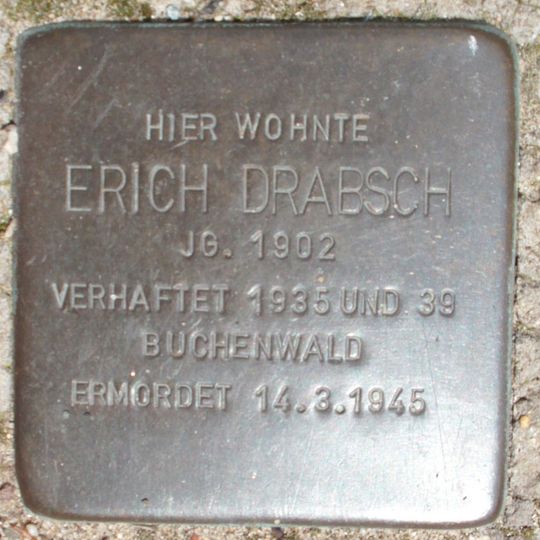 HIER WOHNTE
ERICH DRABSCH
JG. 1902
VERHAFTET 1935 UND 39
BUCHENWALD
ERMORDET 14.3.1945